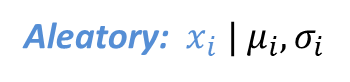 Aleatory: xᵢ | μᵢ, σᵢ